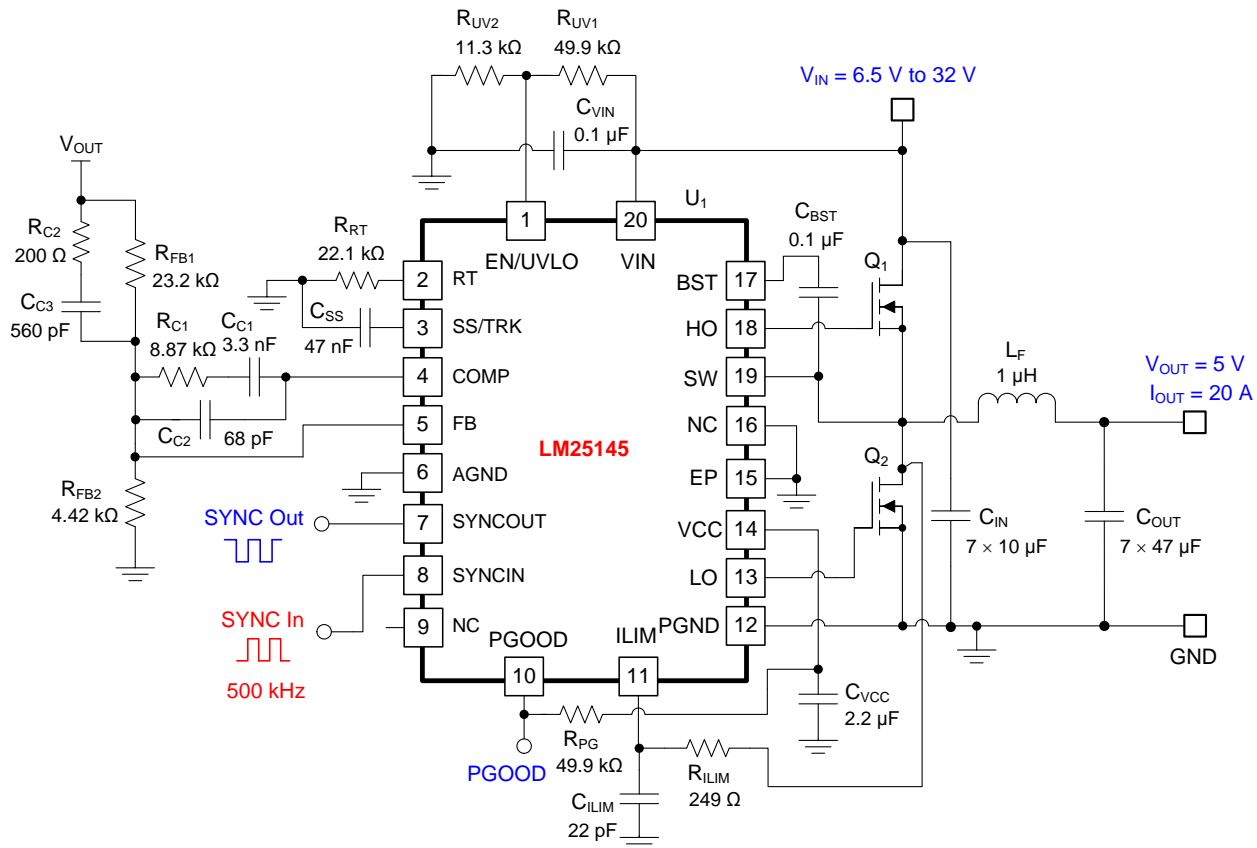 RUV2
11.3 kΩ
RUV1
49.9 kΩ
VIN = 6.5 V to 32 V
CVIN
0.1 µF
VOUT
RC2
200 Ω
RFB1
23.2 kΩ
CC3
560 pF
RC1
8.87 kΩ
CC1
3.3 nF
CC2
68 pF
RFB2
4.42 kΩ
RRT
22.1 kΩ
CSS
47 nF
U1
1
EN/UVLO
20
VIN
2
RT
3
SS/TRK
4
COMP
5
FB
6
AGND
7
SYNCOUT
8
SYNCIN
9
NC
PGOOD
10
ILIM
11
LM25145
BST
17
HO
18
SW
19
NC
16
EP
15
VCC
14
LO
13
PGND
12
CBST
0.1 µF
Q1
Q2
LF
1 µH
VOUT = 5 V
IOUT = 20 A
CIN
7 × 10 µF
COUT
7 × 47 µF
GND
SYNC Out
SYNC In
500 kHz
CVCC
2.2 µF
RPG
49.9 kΩ
PGOOD
RILIM
249 Ω
CILIM
22 pF